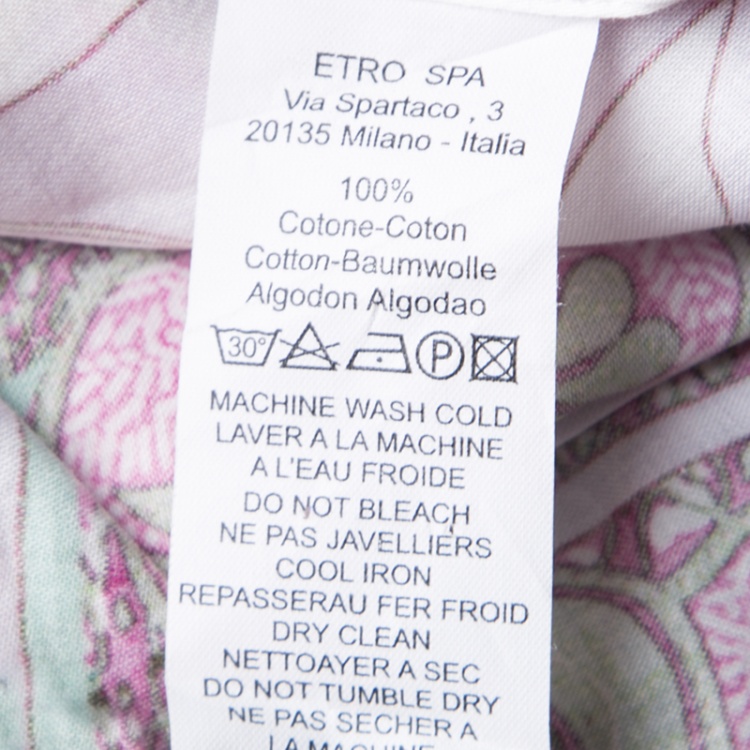 ETRO SPA
Via Spartaco , 3
20135 Milano - Italia
100%
Cotone-Coton
Cotton-Baumwolle
Algodon Algodao
30° P
MACHINE WASH COLD
LAVER A LA MACHINE
A L'EAU FROIDE
DO NOT BLEACH
NE PAS JAVELLIERS
COOL IRON
REPASSERAU FER FROID
DRY CLEAN
NETTOAYER A SEC
DO NOT TUMBLE DRY
NE PAS SECHER A
LA MACHINE